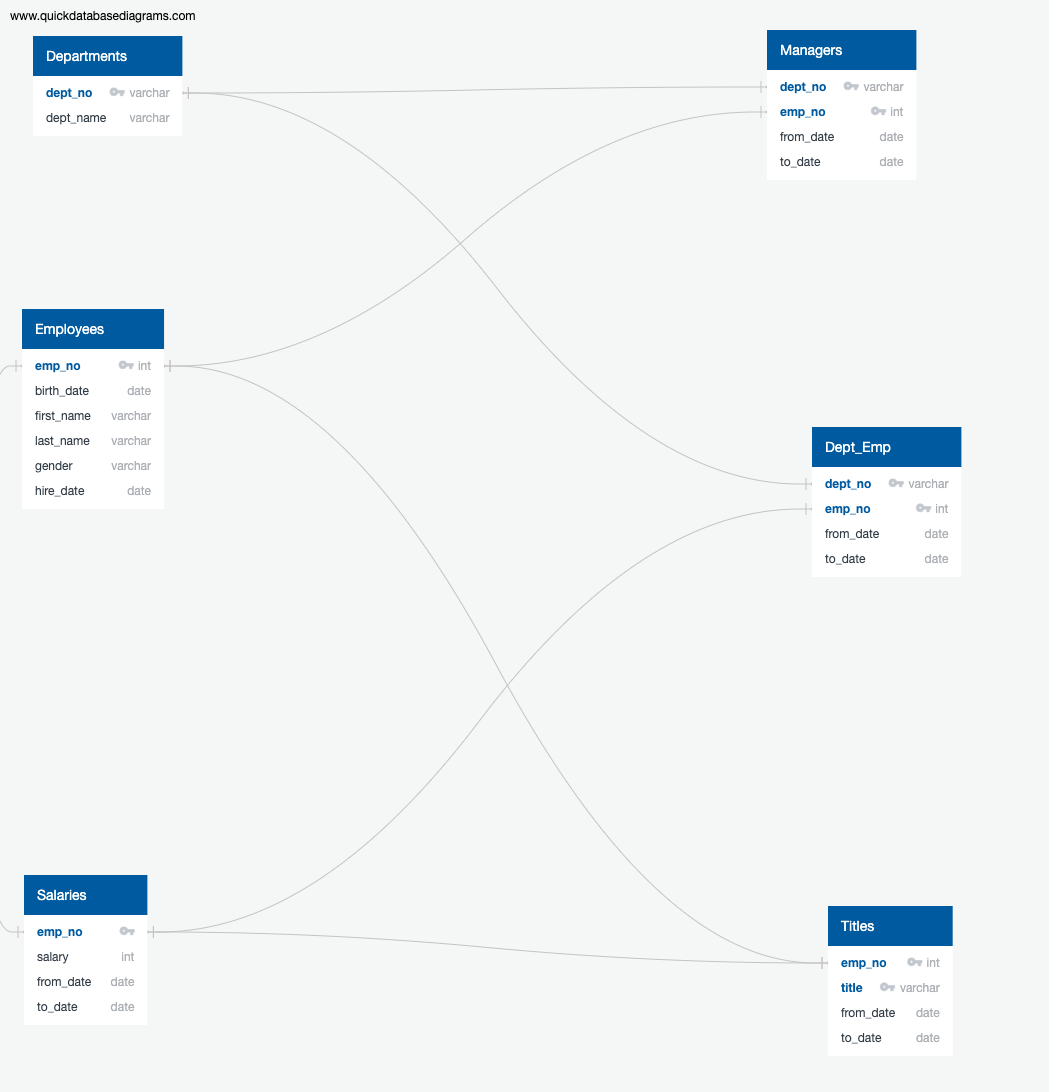 www.quickdatabasediagrams.com
Departments
dept_no varchar
dept_name varchar
Managers
dept_no varchar
emp_no int
from_date date
to_date date
Employees
emp_no int
birth_date date
first_name varchar
last_name varchar
gender varchar
hire_date date
Dept_Emp
dept_no varchar
emp_no int
from_date date
to_date date
Salaries
emp_no
salary int
from_date date
to_date date
Titles
emp_no int
title varchar
from_date date
to_date date